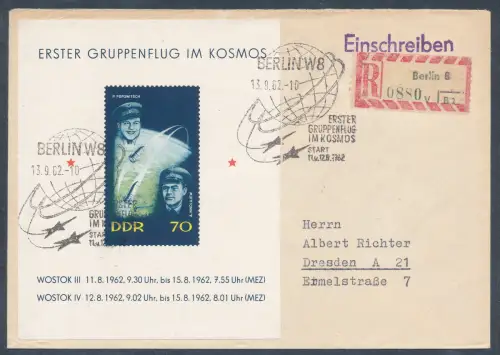 ERSTER GRUPPENFLUG IM KOSMOS
P. POPOWITSCH
DDR 70
WOSTOK III 11.8.1962, 9.30 Uhr, bis 15.8.1962, 7.55 Uhr (MEZ)
WOSTOK IV 12.8.1962, 9.02 Uhr, bis 15.8.1962, 8.01 Uhr (MEZ)
BERLIN W8
13.9.62.-10
BERLIN W8
13.9.62.-10
ERSTER
GRUPPENFLUG
IM KOSMOS
START
11.u.12.8.1962
Einschreiben
R
Berlin 8
0880 v
Herrn
Albert Richter
Dresden A 21
Ermelstraße 7